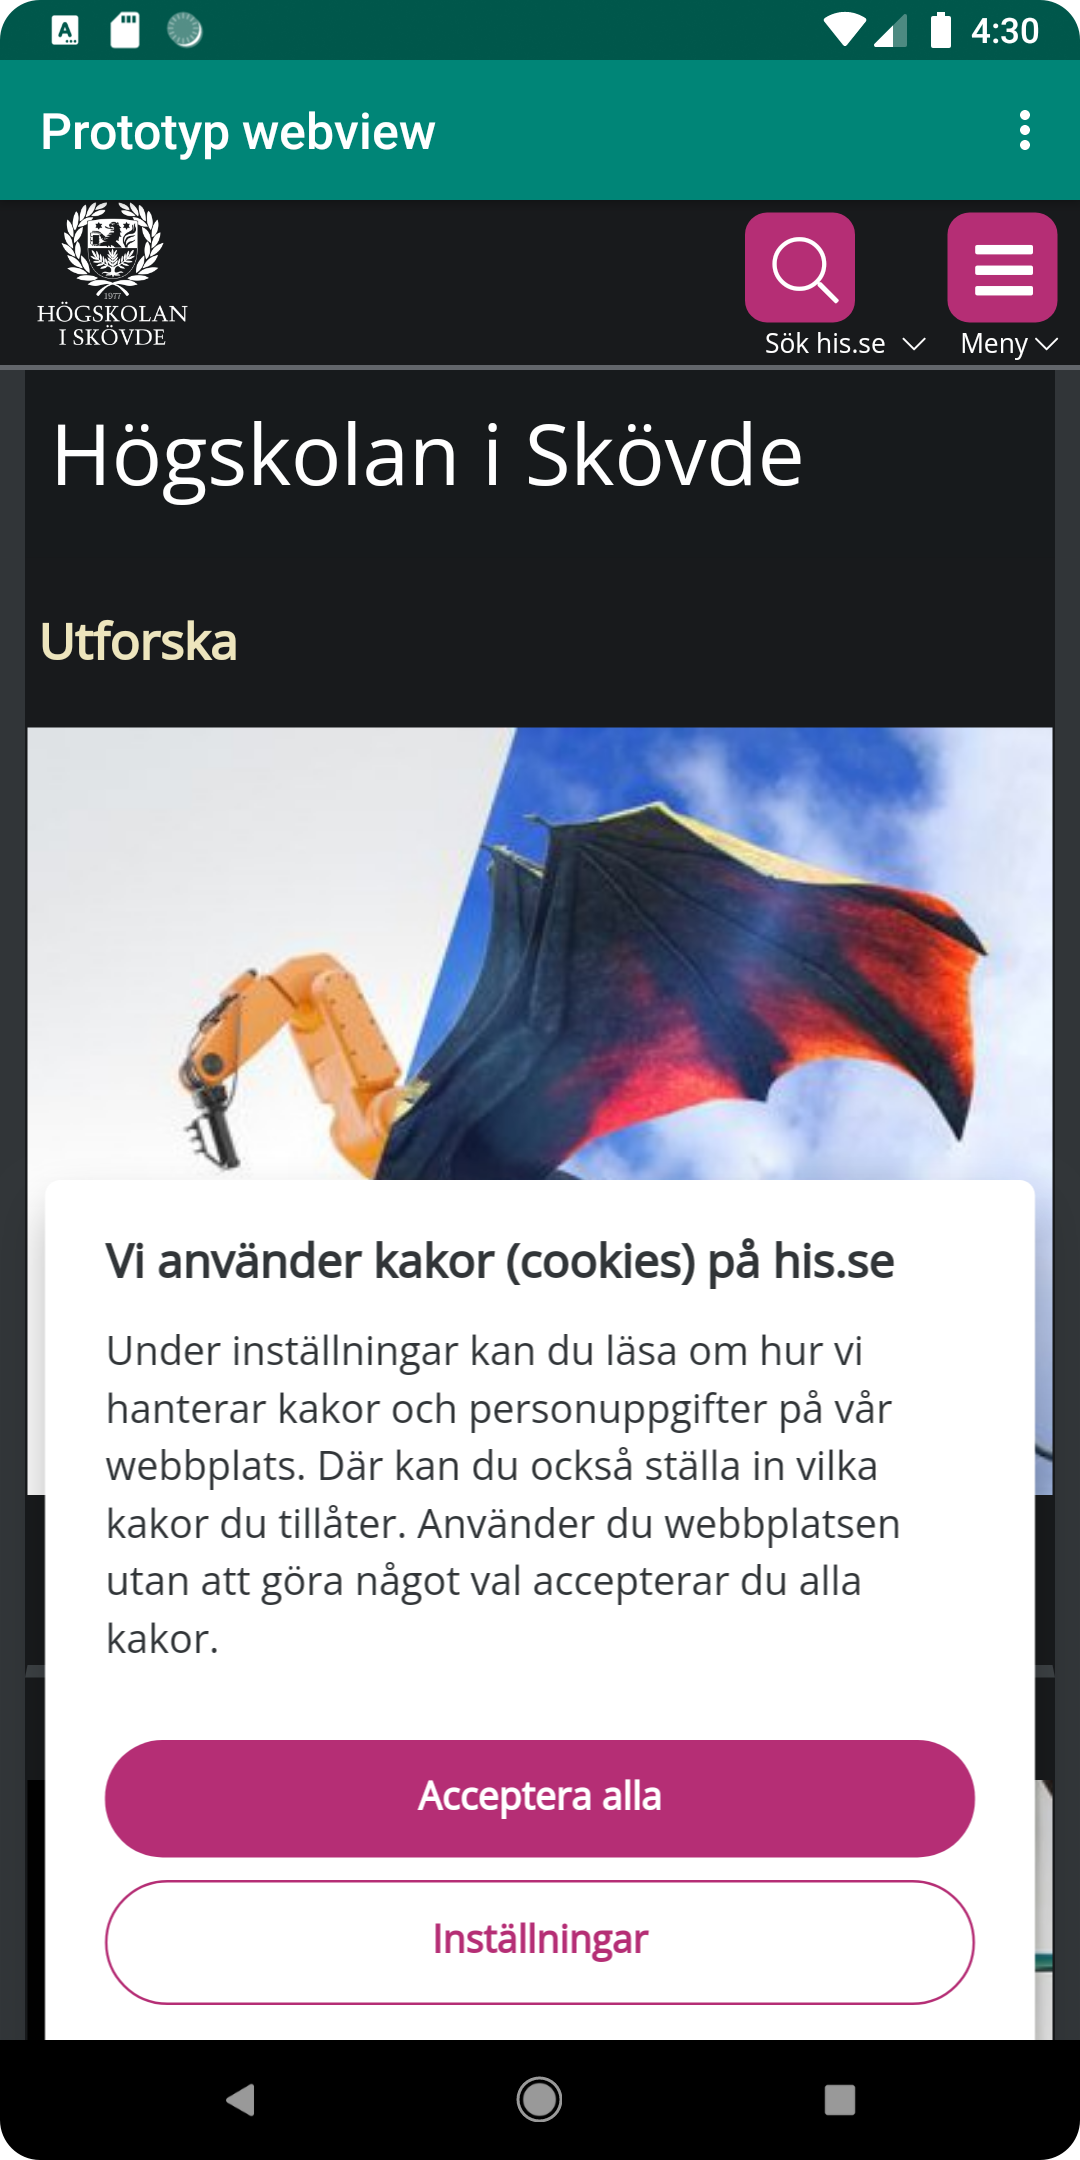 4:30
Prototyp webview
1977
HÖGSKOLAN
I SKÖVDE
Sök his.se
Meny
Högskolan i Skövde
Utforska
Vi använder kakor (cookies) på his.se
Under inställningar kan du läsa om hur vi
hanterar kakor och personuppgifter på vår
webbplats. Där kan du också ställa in vilka
kakor du tillåter. Använder du webbplatsen
utan att göra något val accepterar du alla
kakor.
Acceptera alla
Inställningar